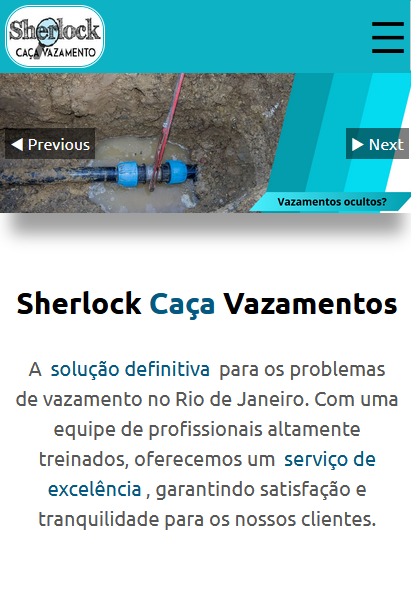 Sherlock
CAÇA VAZAMENTO
◀ Previous
▶ Next
Vazamentos ocultos?
Sherlock Caça Vazamentos
A solução definitiva para os problemas
de vazamento no Rio de Janeiro. Com uma
equipe de profissionais altamente
treinados, oferecemos um serviço de
excelência , garantindo satisfação e
tranquilidade para os nossos clientes.